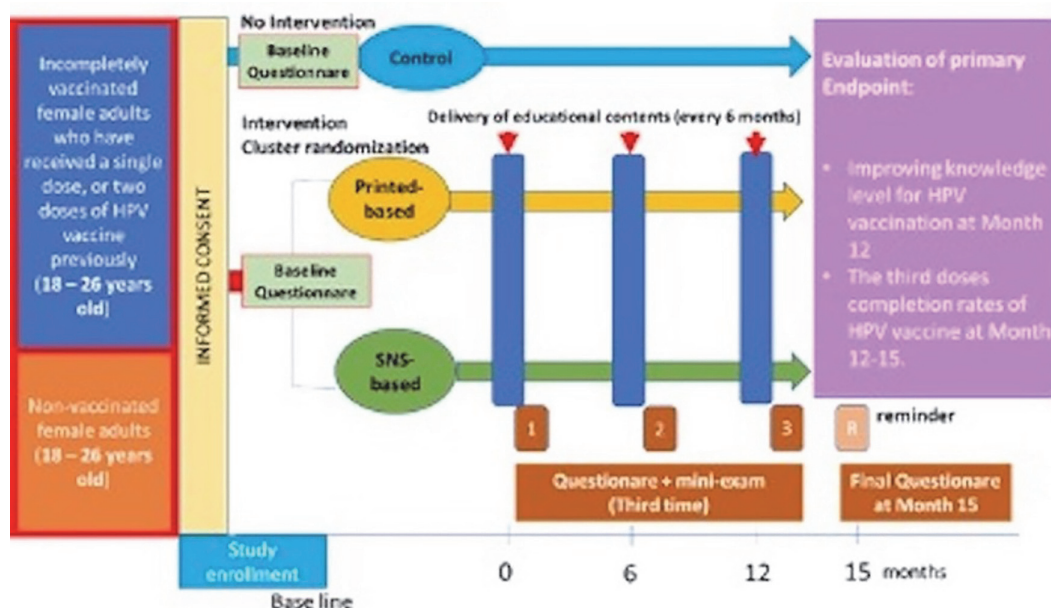 Incompletely
vaccinated
female adults
who have
received a single
dose, or two
doses of HPV
vaccine
previously
(18 – 26 years
old)
Non-vaccinated
female adults
(18 – 26 years
old)
INFORMED CONSENT
Study
enrollment
Base line
No Intervention
Baseline
Questionnare
Control
Intervention
Cluster randomization
Baseline
Questionnare
Printed-
based
SNS-
based
Delivery of educational contents (every 6 months)
1
2
3
R
reminder
Questionare + mini-exam
(Third time)
Final Questionare
at Month 15
0
6
12
15 months
Evaluation of primary
Endpoint:
• Improving knowledge
level for HPV
vaccination at Month
12
• The third doses
completion rates of
HPV vaccine at Month
12-15.